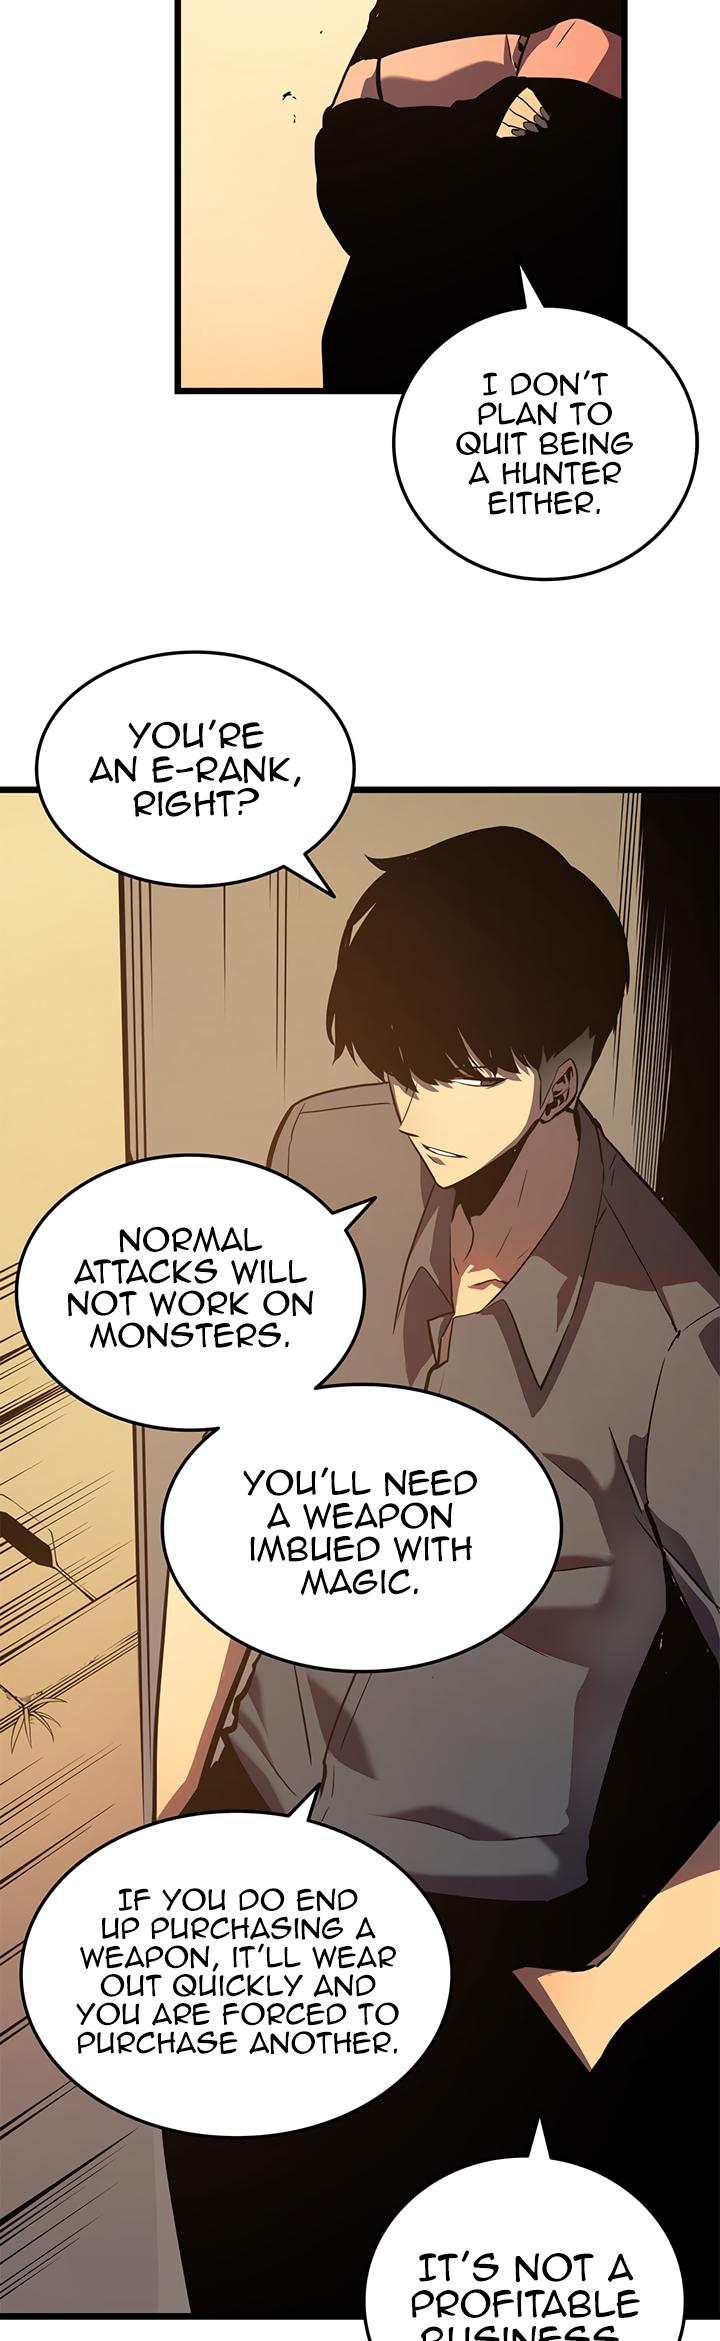 I DON'T
PLAN TO
QUIT BEING
A HUNTER
EITHER.
YOU'RE
AN E-RANK,
RIGHT?
NORMAL
ATTACKS WILL
NOT WORK ON
MONSTERS.
YOU'LL NEED
A WEAPON
IMBUED WITH
MAGIC.
IF YOU DO END
UP PURCHASING A
WEAPON, IT'LL WEAR
OUT QUICKLY AND
YOU ARE FORCED TO
PURCHASE ANOTHER.
IT'S NOT A
PROFITABLE
BUSINESS